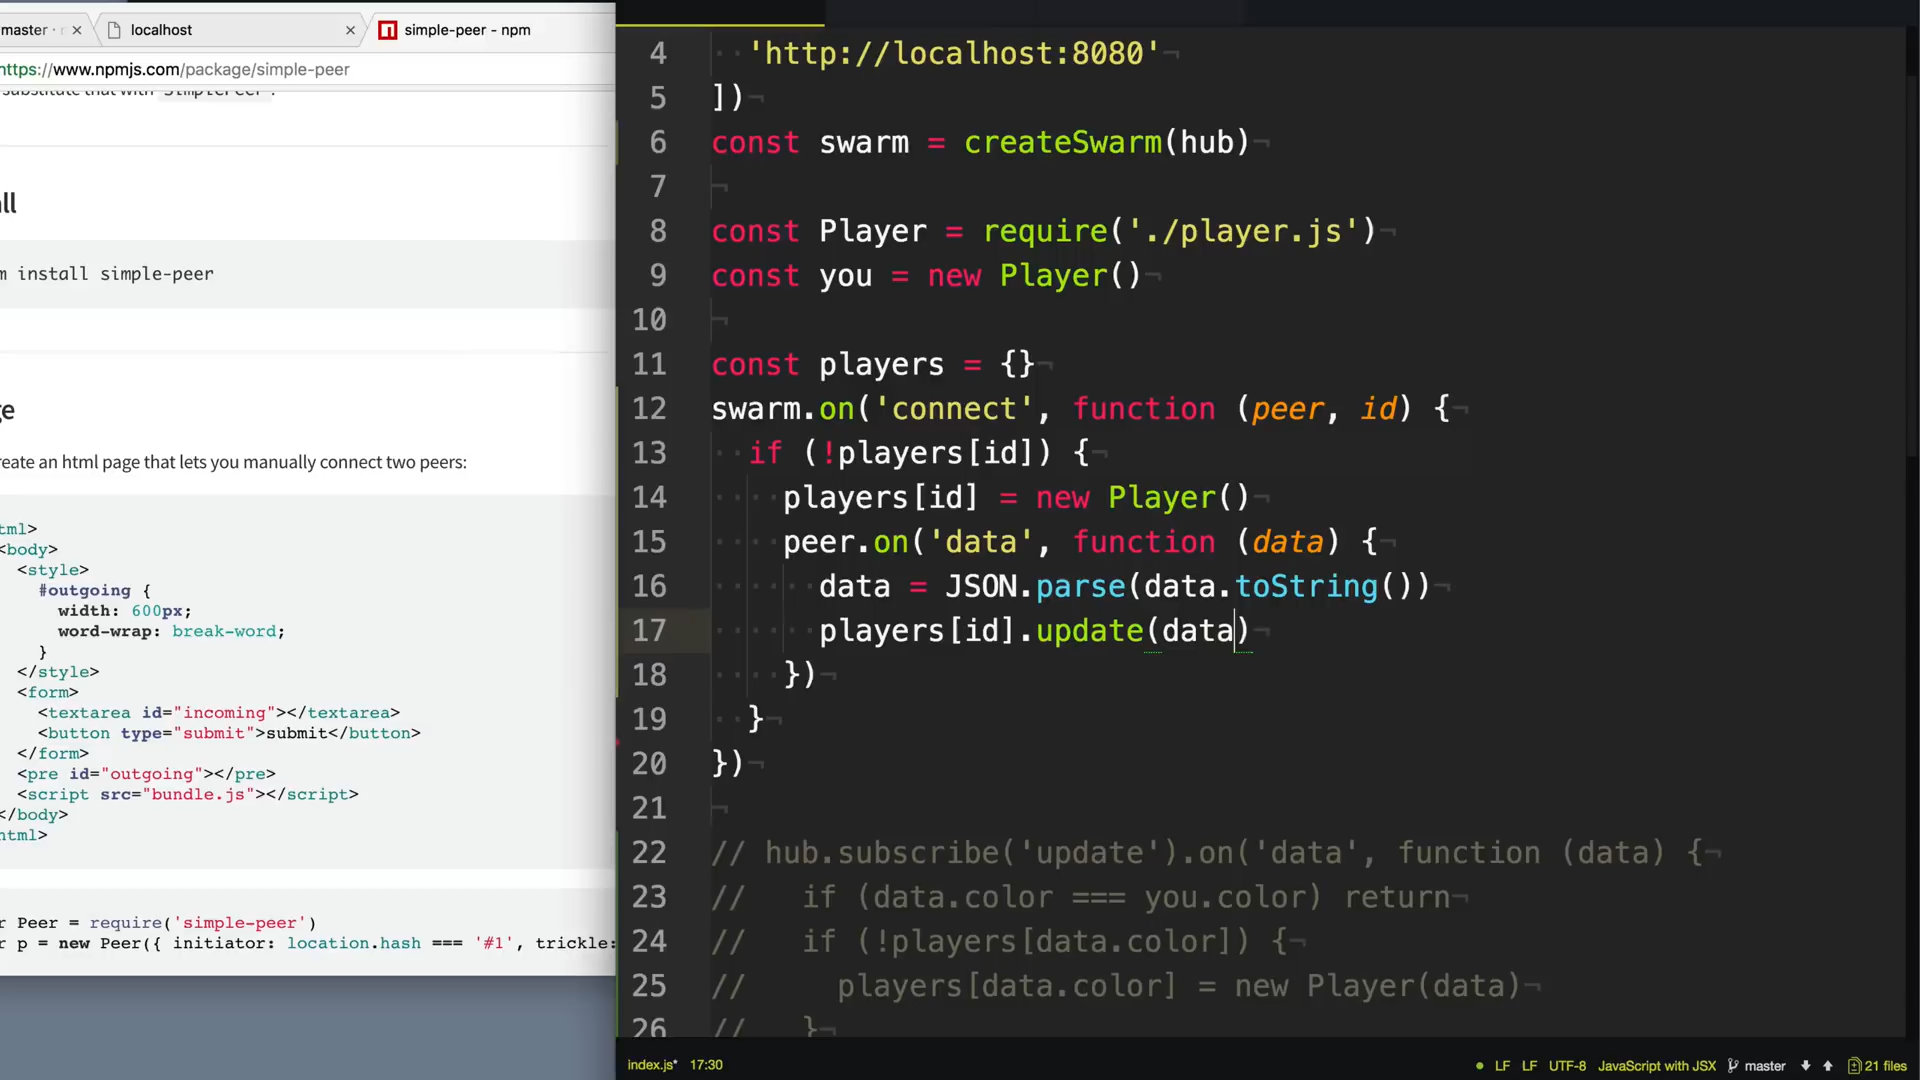 master ·
localhost
simple-peer - npm
https://www.npmjs.com/package/simple-peer
substitute that with SimplePeer.
all
m install simple-peer
ge
reate an html page that lets you manually connect two peers:
tml>
<body>
<style>
#outgoing {
width: 600px;
word-wrap: break-word;
}
</style>
<form>
<textarea id="incoming"></textarea>
<button type="submit">submit</button>
</form>
<pre id="outgoing"></pre>
<script src="bundle.js"></script>
</body>
html>
r Peer = require('simple-peer')
r p = new Peer({ initiator: location.hash === '#1', trickle:
4 'http://localhost:8080'¬
5 ])¬
6 const swarm = createSwarm(hub)¬
7 ¬
8 const Player = require('./player.js')¬
9 const you = new Player()¬
10 ¬
11 const players = {}¬
12 swarm.on('connect', function (peer, id) {¬
13 if (!players[id]) {¬
14 players[id] = new Player()¬
15 peer.on('data', function (data) {¬
16 data = JSON.parse(data.toString())¬
17 players[id].update(data)¬
18 })¬
19 }¬
20 })¬
21 ¬
22 // hub.subscribe('update').on('data', function (data) {¬
23 // if (data.color === you.color) return¬
24 // if (!players[data.color]) {¬
25 // players[data.color] = new Player(data)¬
26 // }¬
index.js* 17:30 LF LF UTF-8 JavaScript with JSX master 21 files